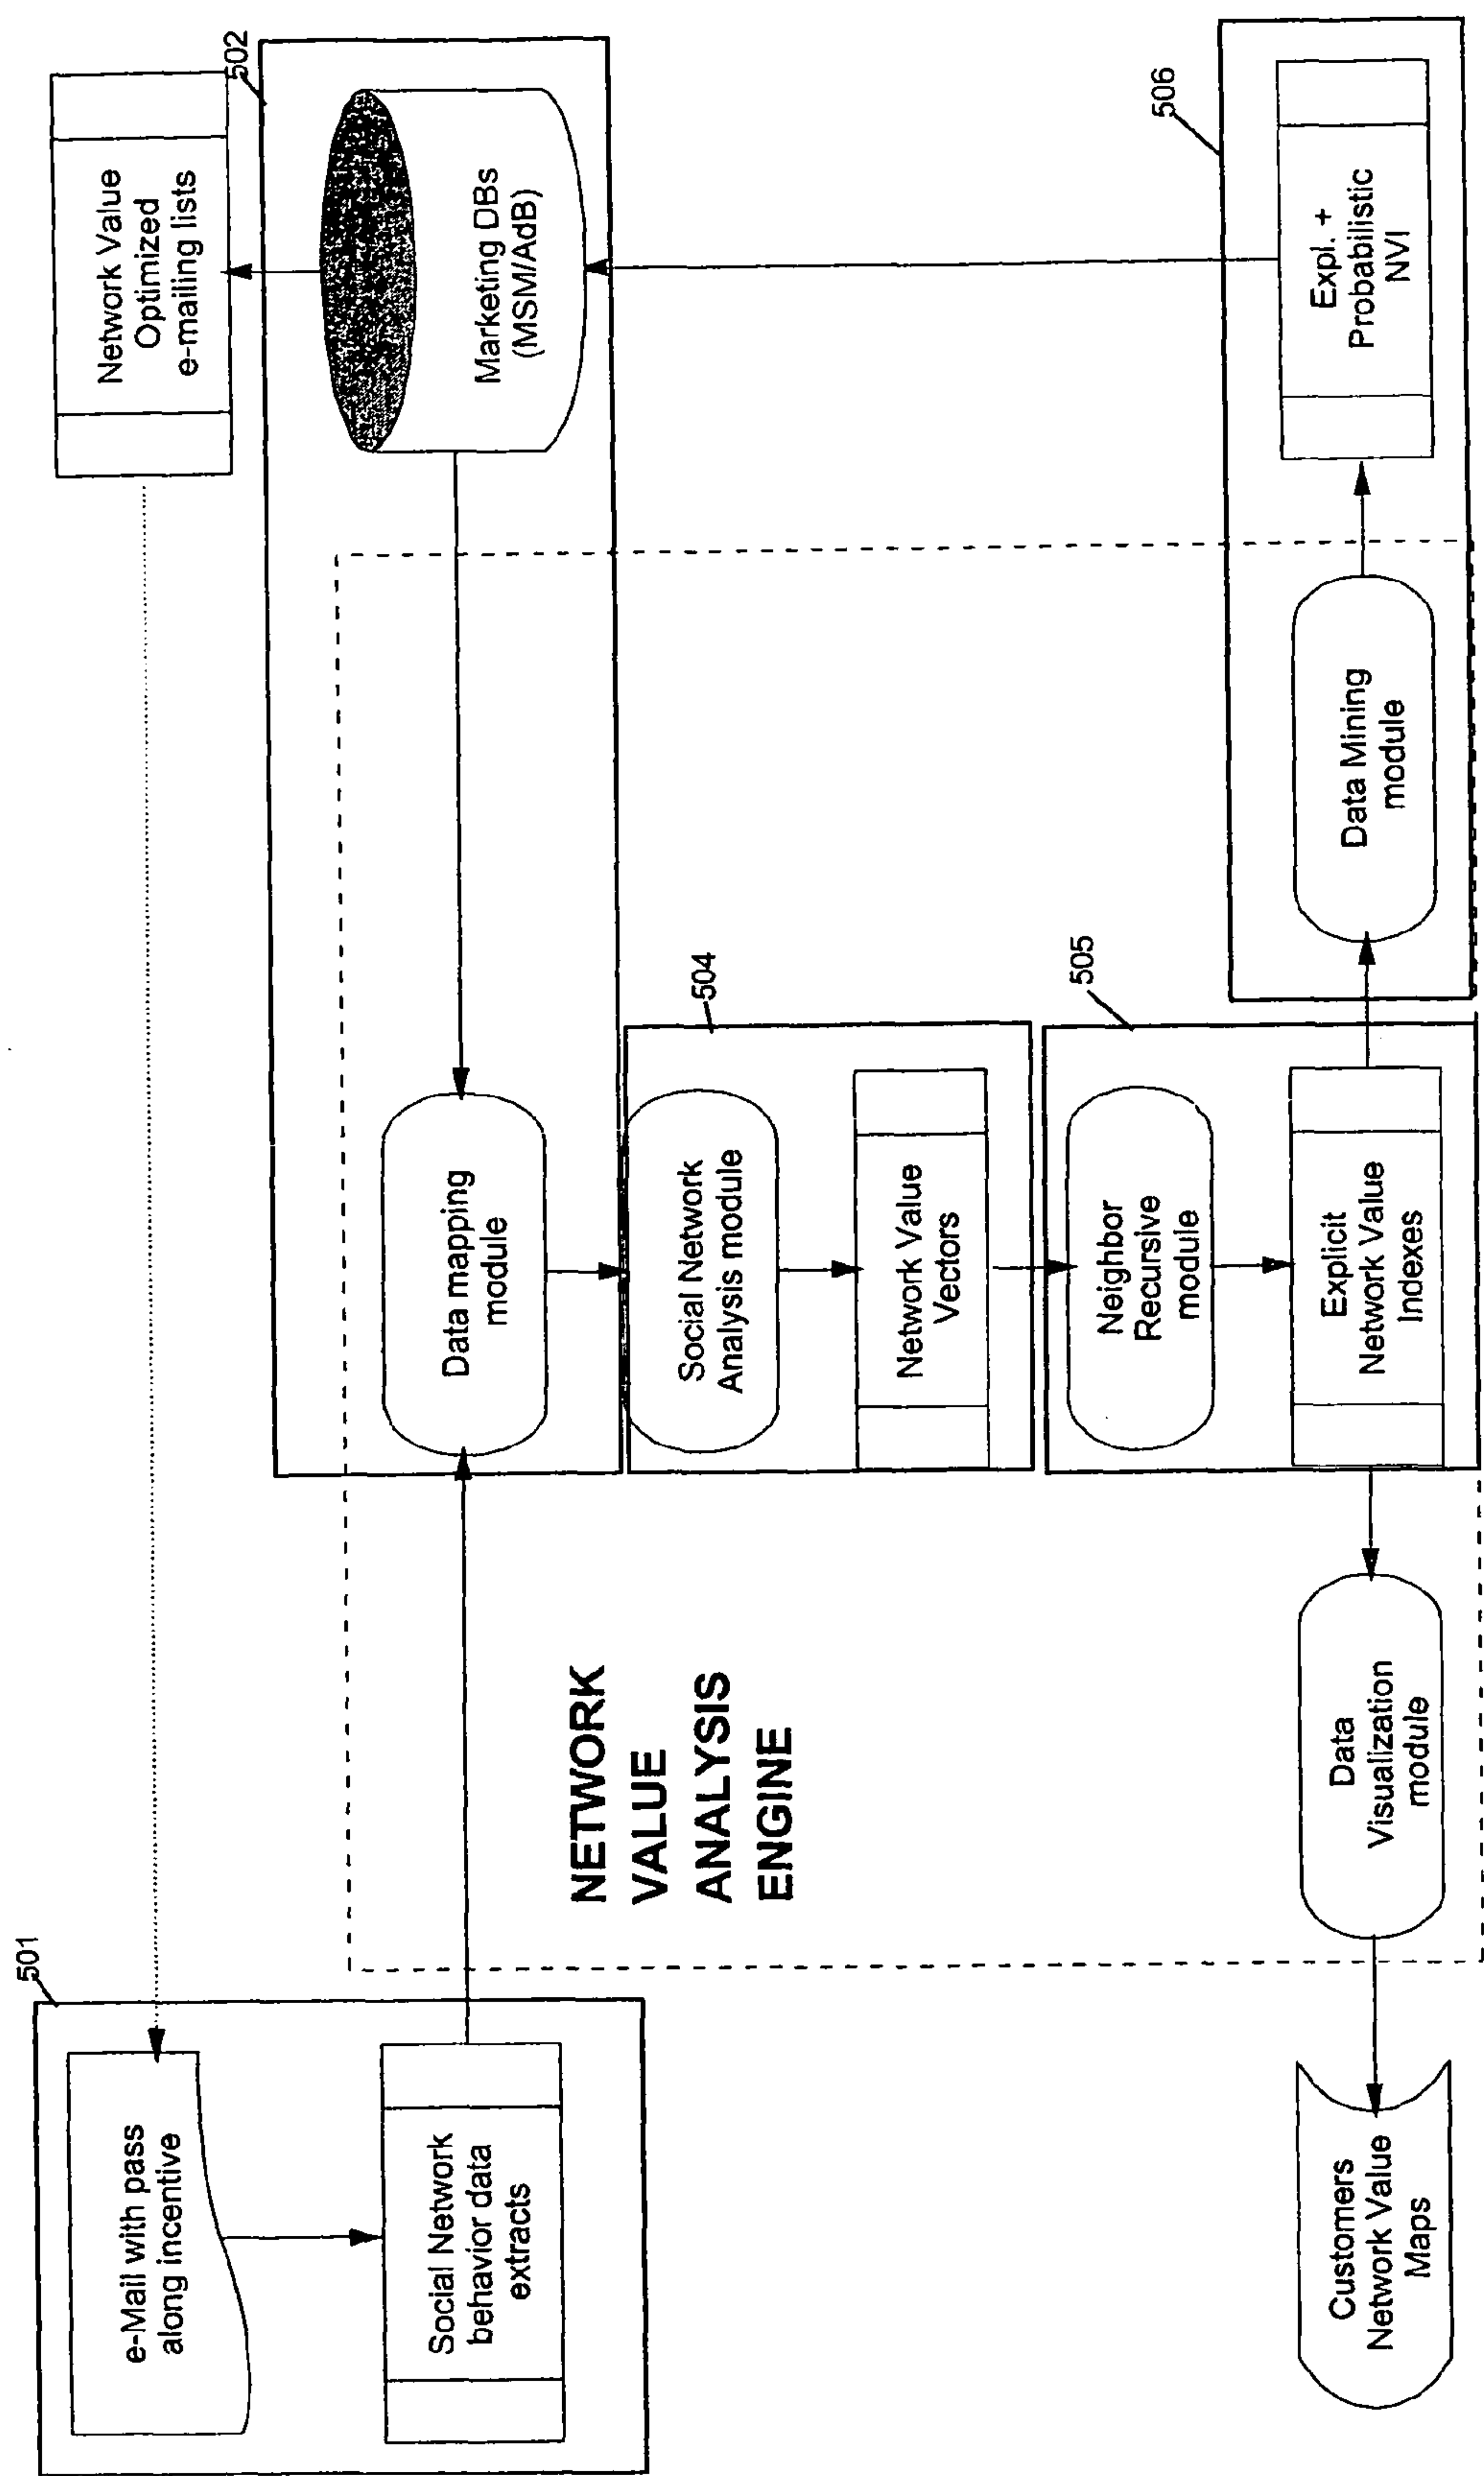 501
e-Mail with pass
along incentive
Social Network
behavior data
extracts
Network Value
Optimized
e-mailing lists
502
Marketing DBs
(MSM/AdB)
Data mapping
module
NETWORK
VALUE
ANALYSIS
ENGINE
504
Social Network
Analysis module
Network Value
Vectors
505
Neighbor
Recursive
module
Explicit
Network Value
Indexes
506
Data Mining
module
Expl. +
Probabilistic
NVI
Data
Visualization
module
Customers
Network Value
Maps